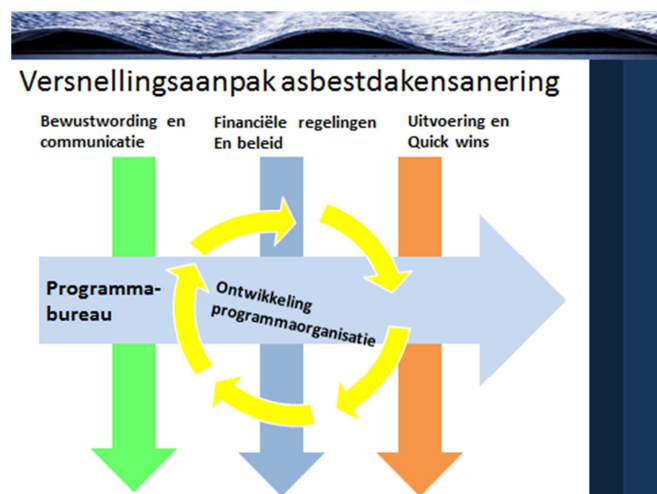 Versnellingsaanpak asbestdakensanering
Bewustwording en
communicatie
Financiële regelingen
En beleid
Uitvoering en
Quick wins
Programma-
bureau
Ontwikkeling
programmaorganisatie